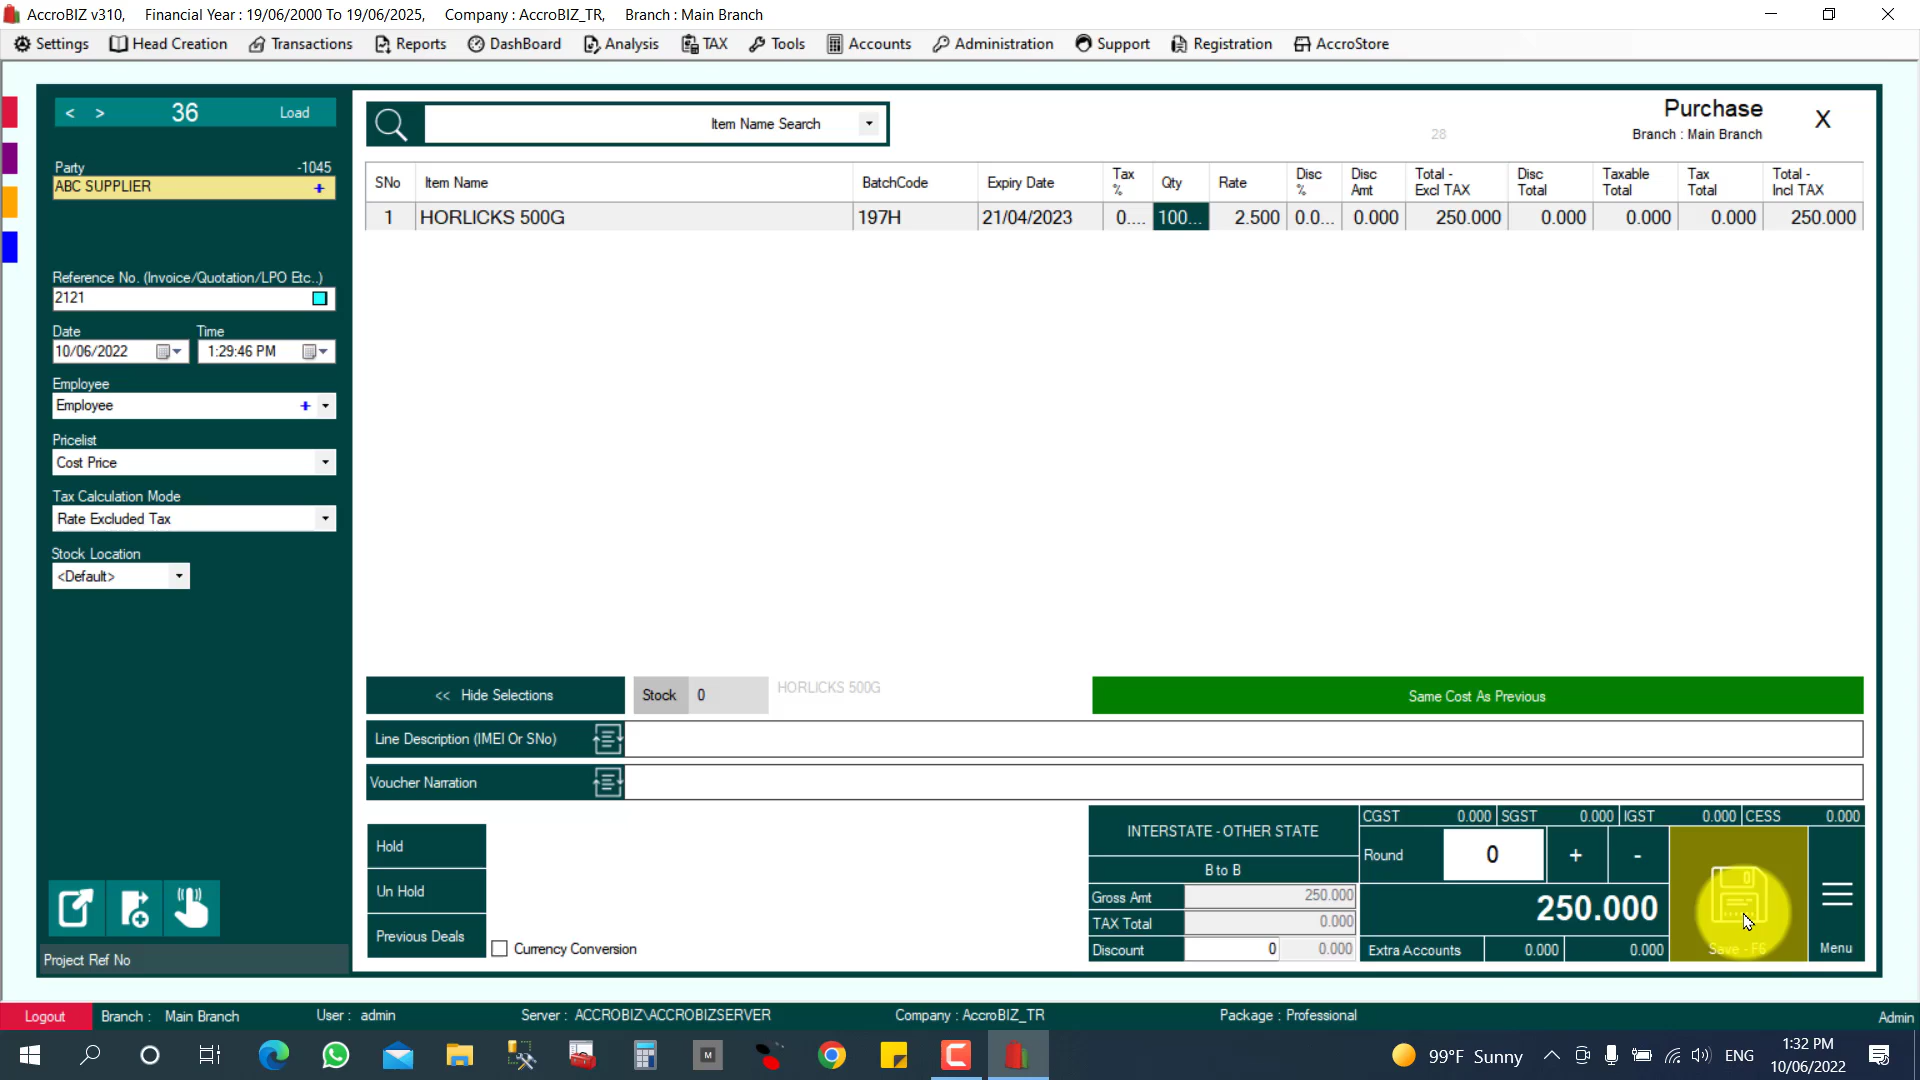 AccroBIZ v310, Financial Year : 19/06/2000 To 19/06/2025, Company : AccroBIZ_TR, Branch : Main Branch
Settings Head Creation Transactions Reports DashBoard Analysis TAX Tools Accounts Administration Support Registration AccroStore
< > 36 Load
Item Name Search
28
Purchase
Branch : Main Branch
X
Party -1045
ABC SUPPLIER +
Reference No. (Invoice/Quotation/LPO Etc..)
2121
Date Time
10/06/2022 1:29:46 PM
Employee
Employee +
Pricelist
Cost Price
Tax Calculation Mode
Rate Excluded Tax
Stock Location
<Default>
Project Ref No
SNo Item Name BatchCode Expiry Date Tax % Qty Rate Disc % Disc Amt Total - Excl TAX Disc Total Taxable Total Tax Total Total - Incl TAX
1 HORLICKS 500G 197H 21/04/2023 0.... 100... 2.500 0.0... 0.000 250.000 0.000 0.000 0.000 250.000
<< Hide Selections Stock 0 HORLICKS 500G Same Cost As Previous
Line Description (IMEI Or SNo)
Voucher Narration
Hold
Un Hold
Previous Deals
Currency Conversion
INTERSTATE - OTHER STATE
B to B
Gross Amt 250.000
TAX Total 0.000
Discount 0 0.000
CGST 0.000 SGST 0.000 IGST 0.000 CESS 0.000
Round 0 + -
250.000
Extra Accounts 0.000 0.000
Save - F6
Menu
Logout Branch : Main Branch User : admin Server : ACCROBIZ\ACCROBIZSERVER Company : AccroBIZ_TR Package : Professional Admin
M
99°F Sunny ENG
1:32 PM
10/06/2022